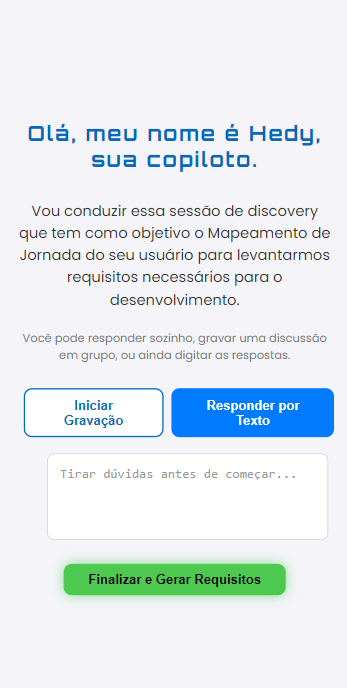 Olá, meu nome é Hedy,
sua copiloto.
Vou conduzir essa sessão de discovery
que tem como objetivo o Mapeamento de
Jornada do seu usuário para levantarmos
requisitos necessários para o
desenvolvimento.
Você pode responder sozinho, gravar uma discussão
em grupo, ou ainda digitar as respostas.
Iniciar
Gravação
Responder por
Texto
Tirar dúvidas antes de começar...
Finalizar e Gerar Requisitos